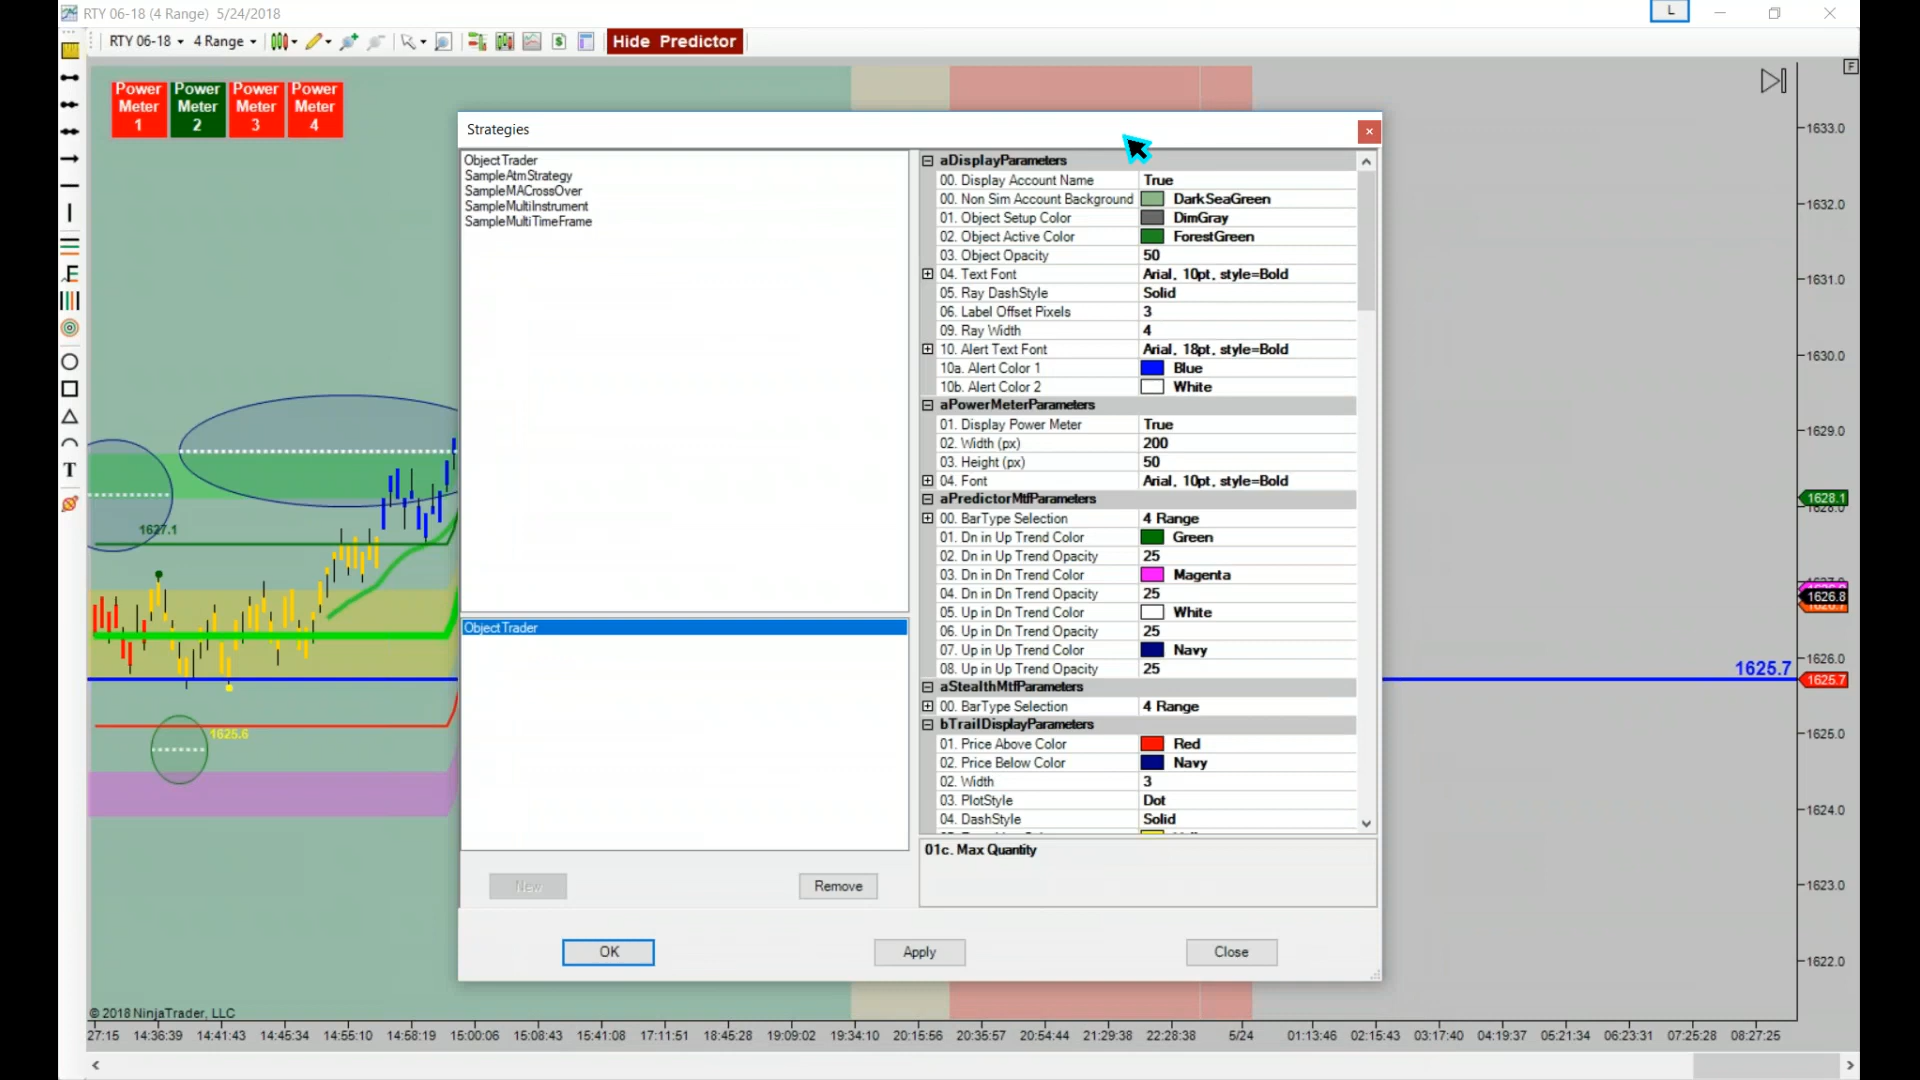 RTY 06-18 (4 Range) 5/24/2018
L
RTY 06-18
4 Range
Hide Predictor
F
Power Meter 1
Power Meter 2
Power Meter 3
Power Meter 4
Strategies
ObjectTrader
SampleAtmStrategy
SampleMACrossOver
SampleMultiInstrument
SampleMultiTimeFrame
ObjectTrader
New
Remove
aDisplayParameters
00. Display Account Name True
00. Non Sim Account Background DarkSeaGreen
01. Object Setup Color DimGray
02. Object Active Color ForestGreen
03. Object Opacity 50
04. Text Font Arial, 10pt, style=Bold
05. Ray DashStyle Solid
06. Label Offset Pixels 3
09. Ray Width 4
10. Alert Text Font Arial, 18pt, style=Bold
10a. Alert Color 1 Blue
10b. Alert Color 2 White
aPowerMeterParameters
01. Display Power Meter True
02. Width (px) 200
03. Height (px) 50
04. Font Arial, 10pt, style=Bold
aPredictorMtfParameters
00. BarType Selection 4 Range
01. Dn in Up Trend Color Green
02. Dn in Up Trend Opacity 25
03. Dn in Dn Trend Color Magenta
04. Dn in Dn Trend Opacity 25
05. Up in Dn Trend Color White
06. Up in Dn Trend Opacity 25
07. Up in Up Trend Color Navy
08. Up in Up Trend Opacity 25
aStealthMtfParameters
00. BarType Selection 4 Range
bTrailDisplayParameters
01. Price Above Color Red
02. Price Below Color Navy
02. Width 3
03. PlotStyle Dot
04. DashStyle Solid
01c. Max Quantity
OK
Apply
Close
T
1627.1
1625.6
1625.7
1633.0
1632.0
1631.0
1630.0
1629.0
1628.1
1628.0
1626.8
1626.0
1625.7
1625.0
1624.0
1623.0
1622.0
© 2018 NinjaTrader, LLC
27:15 14:36:39 14:41:43 14:45:34 14:55:10 14:58:19 15:00:06 15:08:43 15:41:08 17:11:51 18:45:28 19:09:02 19:34:10 20:15:56 20:35:57 20:54:44 21:29:38 22:28:38 5/24 01:13:46 02:15:43 03:17:40 04:19:37 05:21:34 06:23:31 07:25:28 08:27:25